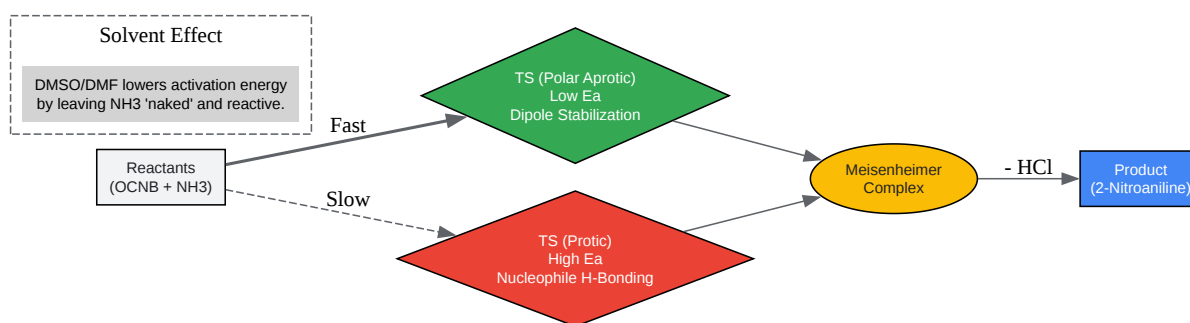 Solvent Effect
DMSO/DMF lowers activation energy
by leaving NH3 'naked' and reactive.
Reactants
(OCNB + NH3)
Fast
Slow
TS (Polar Aprotic)
Low Ea
Dipole Stabilization
TS (Protic)
High Ea
Nucleophile H-Bonding
Meisenheimer
Complex
- HCl
Product
(2-Nitroaniline)